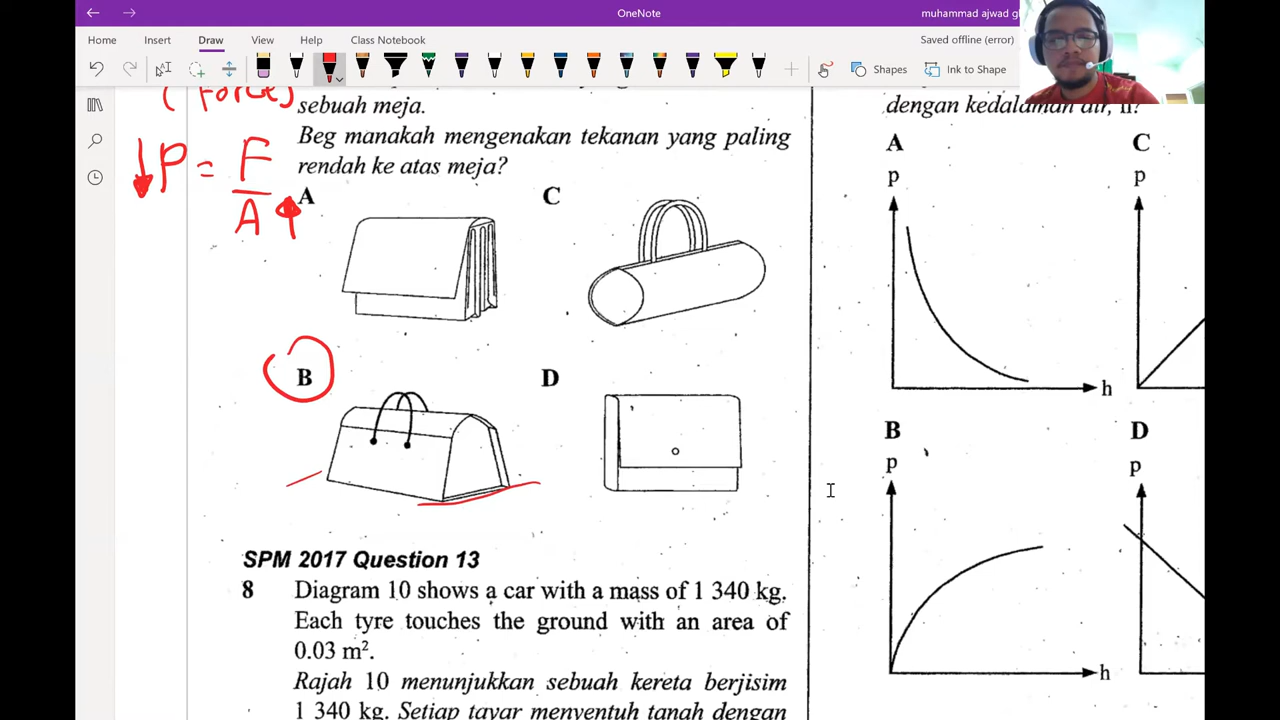 OneNote
muhammad ajwad gh
Home Insert Draw View Help Class Notebook
Saved offline (error)
Shapes
Ink to Shape
(Force)
sebuah meja.
Beg manakah mengenakan tekanan yang paling
rendah ke atas meja?
P = F
A
A
C
B
D
SPM 2017 Question 13
8 Diagram 10 shows a car with a mass of 1 340 kg.
Each tyre touches the ground with an area of
0.03 m².
Rajah 10 menunjukkan sebuah kereta berjisim
1 340 kg. Setiap tayar menyentuh tanah dengan
dengan kedalaman air, h?
A
p
h
C
p
B
p
h
D
p